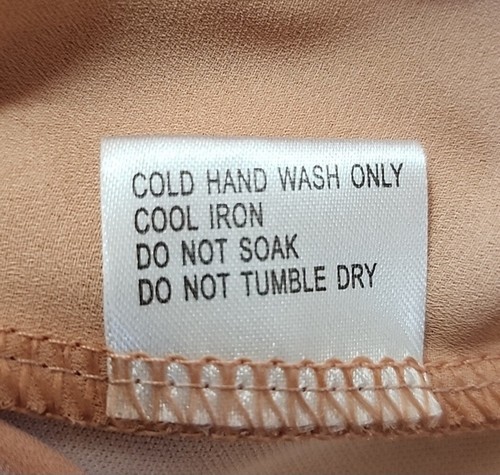 COLD HAND WASH ONLY
COOL IRON
DO NOT SOAK
DO NOT TUMBLE DRY